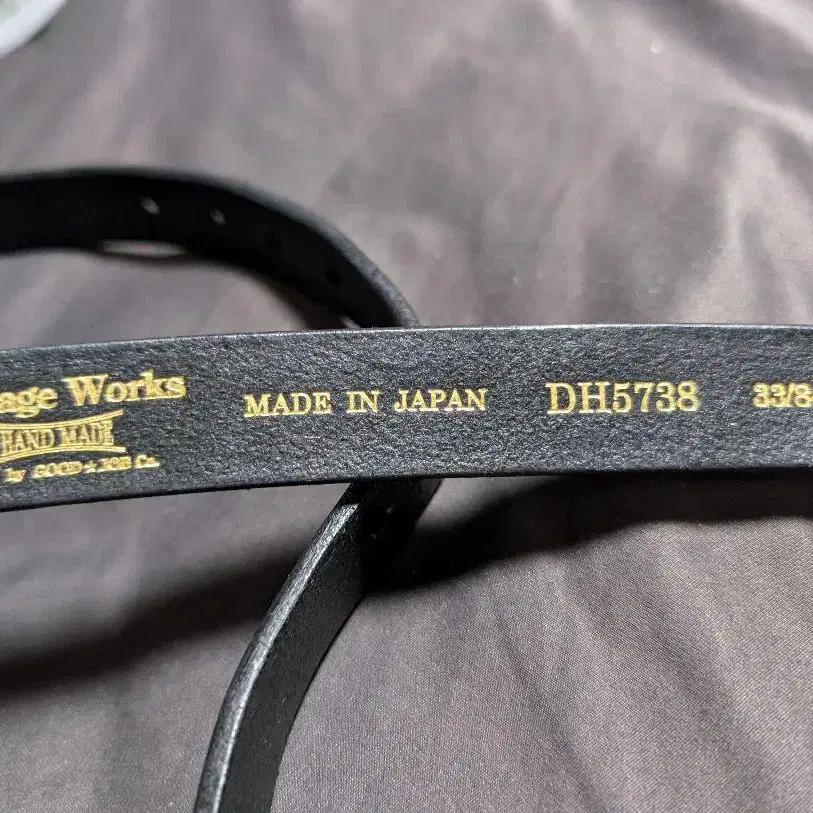 age Works
HAND MADE
by GOOD★JOB Co.
MADE IN JAPAN
DH5738
33/8